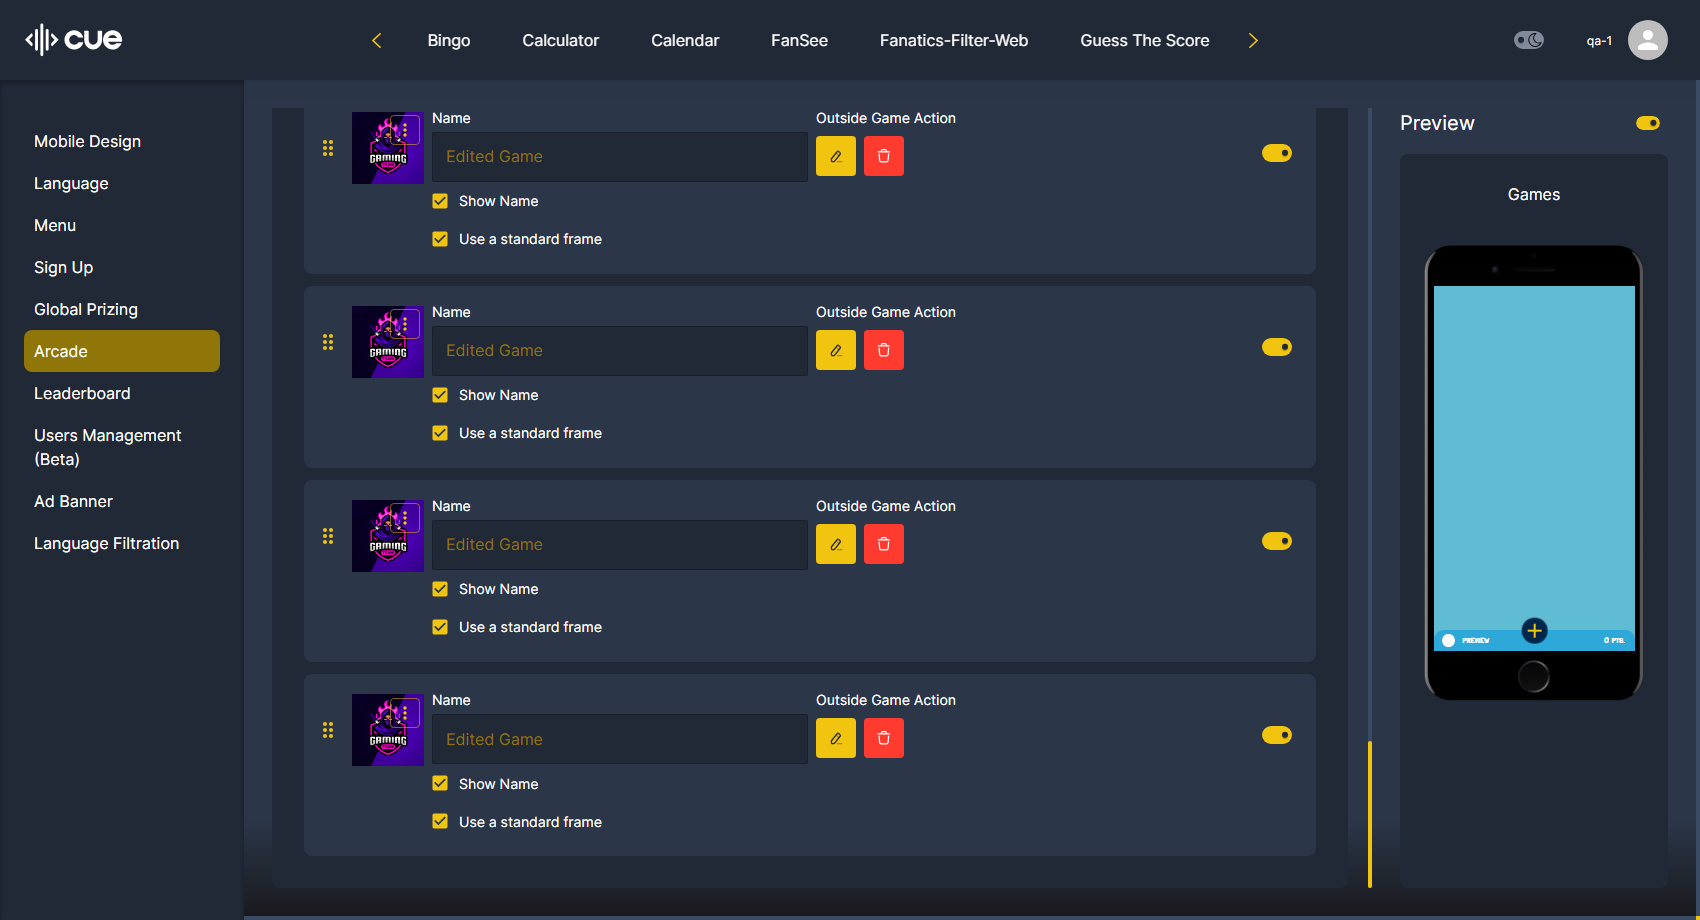 cue
Bingo
Calculator
Calendar
FanSee
Fanatics-Filter-Web
Guess The Score
qa-1
Mobile Design
Language
Menu
Sign Up
Global Prizing
Arcade
Leaderboard
Users Management
(Beta)
Ad Banner
Language Filtration
Name
Outside Game Action
GAMING
Edited Game
Show Name
Use a standard frame
Name
Outside Game Action
GAMING
Edited Game
Show Name
Use a standard frame
Name
Outside Game Action
GAMING
Edited Game
Show Name
Use a standard frame
Name
Outside Game Action
GAMING
Edited Game
Show Name
Use a standard frame
Preview
Games
PREVIEW
0 PTS.